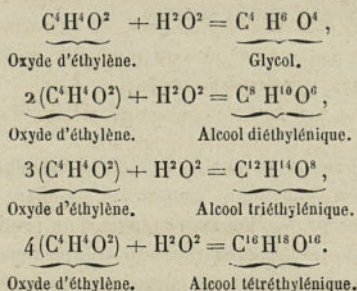 C⁴H⁴O² + H²O² = C⁴ H⁶ O⁴,
Oxyde d'éthylène. Glycol.
2(C⁴H⁴O²) + H²O² = C⁸ H¹⁰O⁶,
Oxyde d'éthylène. Alcool diéthylénique.
3(C⁴H⁴O²) + H²O² = C¹²H¹⁴O⁸,
Oxyde d'éthylène. Alcool triéthylénique.
4(C⁴H⁴O²) + H²O² = C¹⁶H¹⁸O¹⁶.
Oxyde d'éthylène. Alcool tétréthylénique.